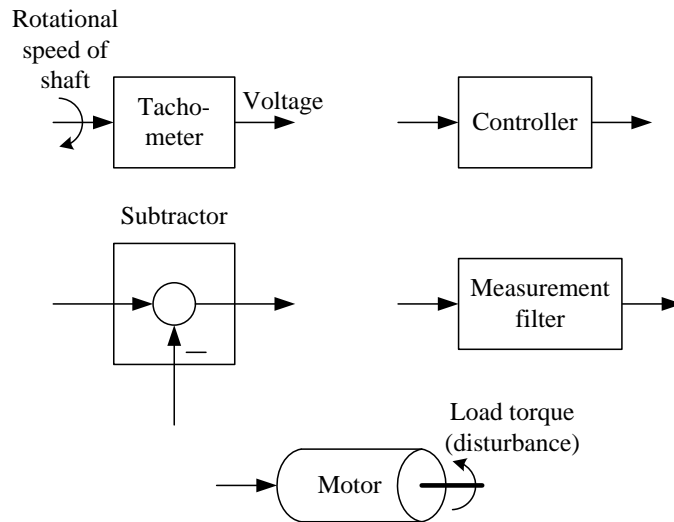 Rotational
speed of
shaft
Tacho-
meter
Voltage
Controller
Subtractor
Measurement
filter
Load torque
(disturbance)
Motor